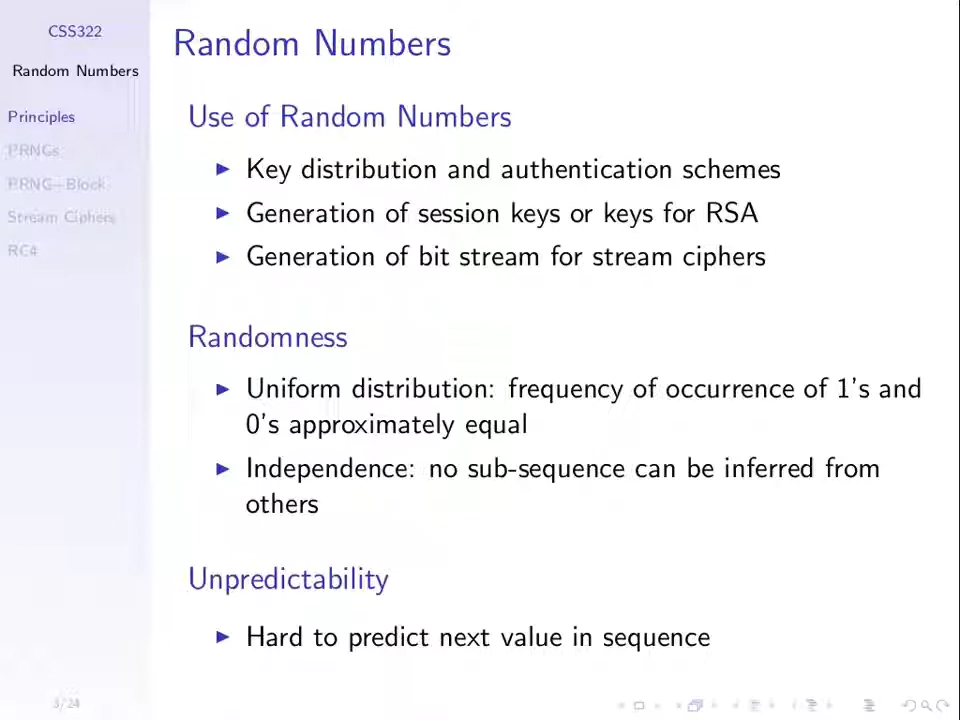 CSS322
Random Numbers
Principles
PRNGs
PRNG–Block
Stream Ciphers
RC4
Random Numbers
Use of Random Numbers
Key distribution and authentication schemes
Generation of session keys or keys for RSA
Generation of bit stream for stream ciphers
Randomness
Uniform distribution: frequency of occurrence of 1's and
0's approximately equal
Independence: no sub-sequence can be inferred from
others
Unpredictability
Hard to predict next value in sequence
3/24